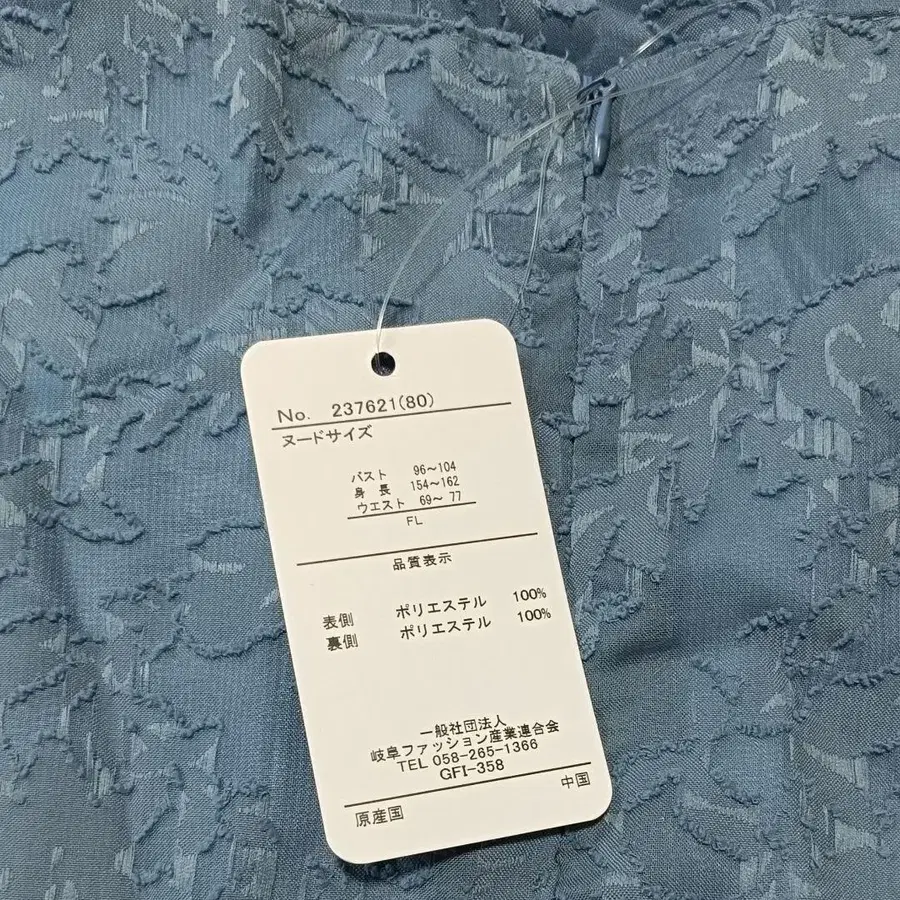 No. 237621(80)
ヌードサイズ
バスト 96～104
身 長 154～162
ウエスト 69～ 77
FL
品質表示
表側 ポリエステル 100%
裏側 ポリエステル 100%
一般社団法人
岐阜ファッション産業連合会
TEL 058-265-1366
GFI-358
原産国 中国